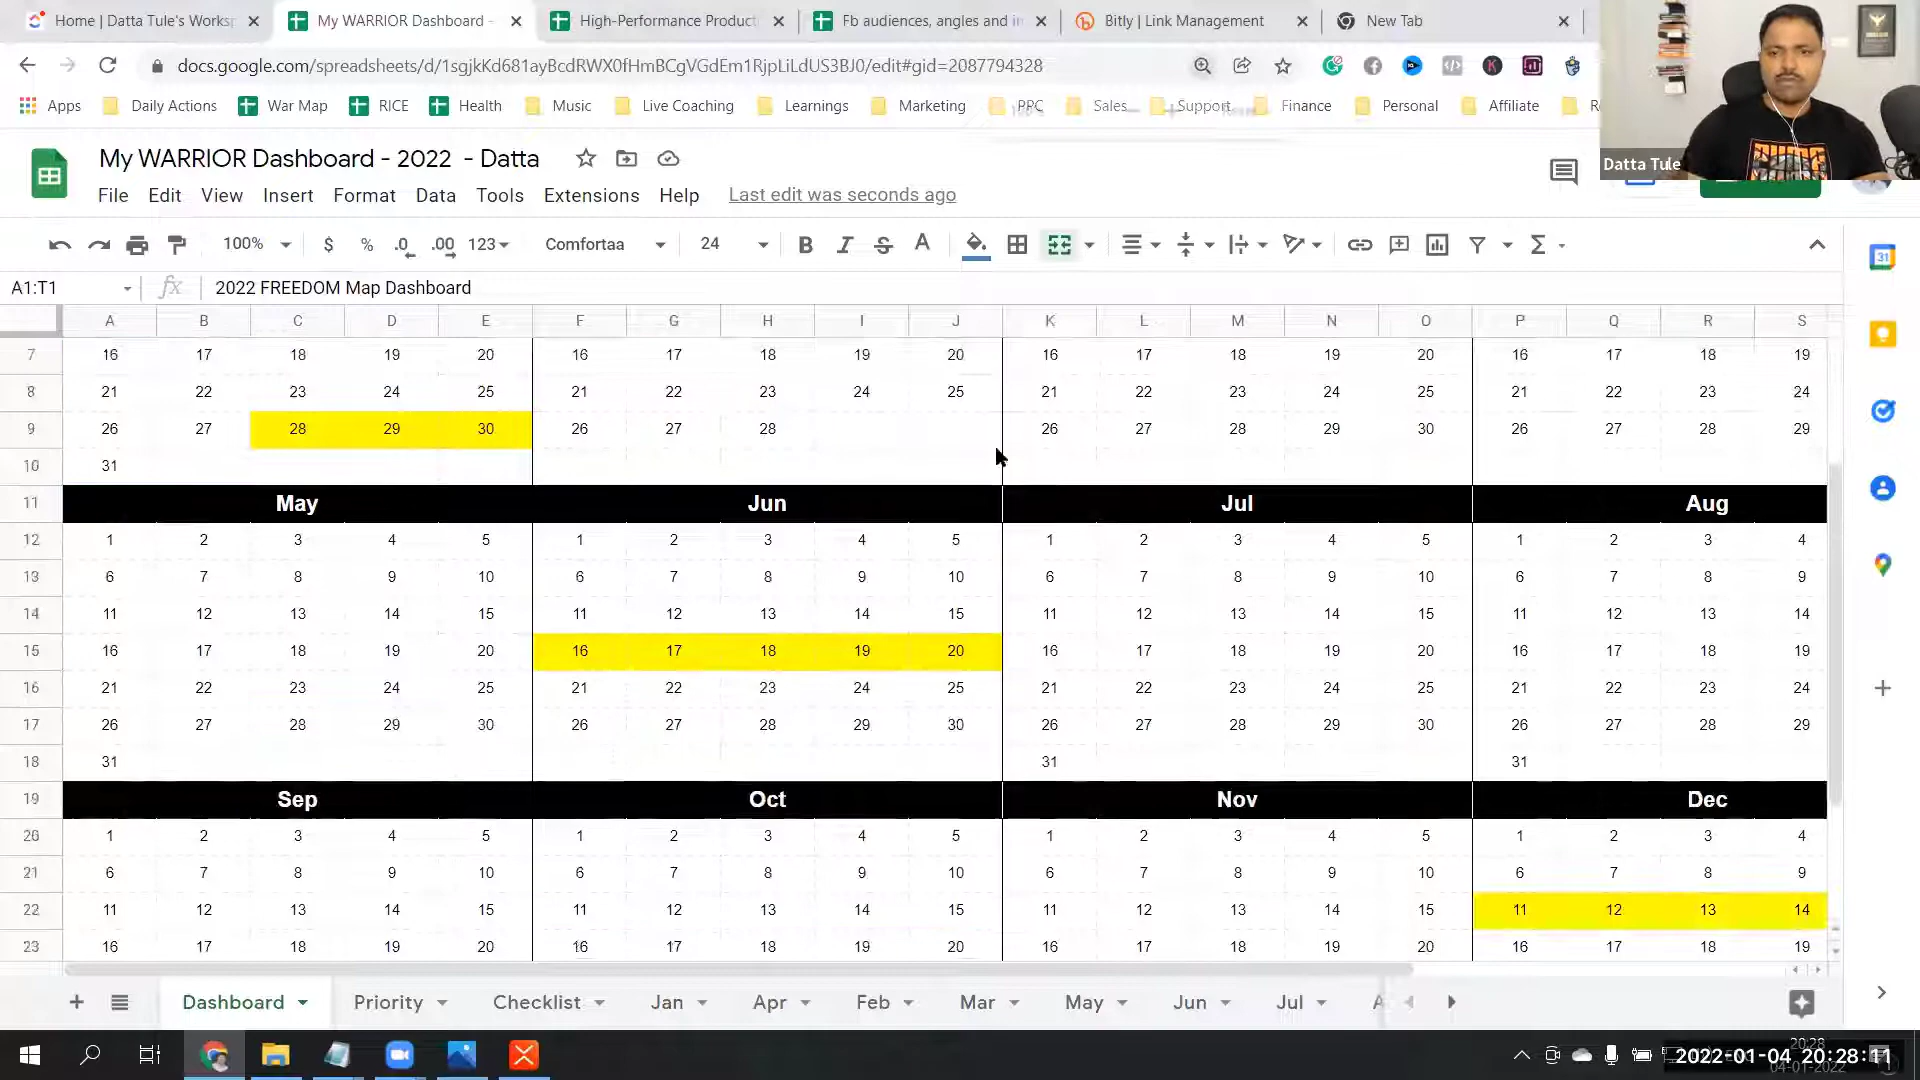 Home | Datta Tule's Worksp
My WARRIOR Dashboard -
High-Performance Product
Fb audiences, angles and in
Bitly | Link Management
New Tab
docs.google.com/spreadsheets/d/1sgjkKd681ayBcdRWX0fHmBCgVGdEm1RjpLiLdUS3BJ0/edit#gid=2087794328
Apps Daily Actions War Map RICE Health Music Live Coaching Learnings Marketing PPC Sales Support Finance Personal Affiliate
Datta Tule
My WARRIOR Dashboard - 2022 - Datta
File Edit View Insert Format Data Tools Extensions Help Last edit was seconds ago
100% $ % .0 .00 123 Comfortaa 24 B I S A Σ
31
A1:T1 fx 2022 FREEDOM Map Dashboard
A B C D E F G H I J K L M N O P Q R S
7 16 17 18 19 20 16 17 18 19 20 16 17 18 19 20 16 17 18 19
8 21 22 23 24 25 21 22 23 24 25 21 22 23 24 25 21 22 23 24
9 26 27 28 29 30 26 27 28 26 27 28 29 30 26 27 28 29
10 31
11 May Jun Jul Aug
12 1 2 3 4 5 1 2 3 4 5 1 2 3 4 5 1 2 3 4
13 6 7 8 9 10 6 7 8 9 10 6 7 8 9 10 6 7 8 9
14 11 12 13 14 15 11 12 13 14 15 11 12 13 14 15 11 12 13 14
15 16 17 18 19 20 16 17 18 19 20 16 17 18 19 20 16 17 18 19
16 21 22 23 24 25 21 22 23 24 25 21 22 23 24 25 21 22 23 24
17 26 27 28 29 30 26 27 28 29 30 26 27 28 29 30 26 27 28 29
18 31 31 31
19 Sep Oct Nov Dec
20 1 2 3 4 5 1 2 3 4 5 1 2 3 4 5 1 2 3 4
21 6 7 8 9 10 6 7 8 9 10 6 7 8 9 10 6 7 8 9
22 11 12 13 14 15 11 12 13 14 15 11 12 13 14 15 11 12 13 14
23 16 17 18 19 20 16 17 18 19 20 16 17 18 19 20 16 17 18 19
Dashboard Priority Checklist Jan Apr Feb Mar May Jun Jul
20:28
2022-01-04 20:28:11
04-01-2022